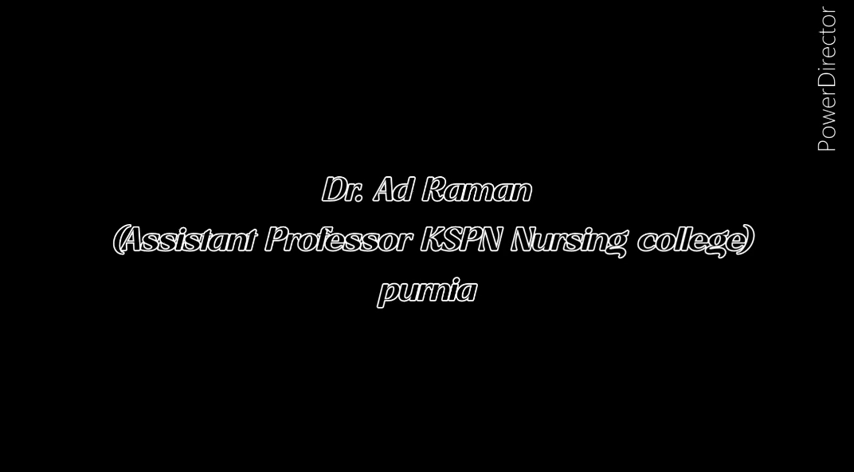 Dr. Ad Raman
(Assistant Professor KSPN Nursing college)
purnia
PowerDirector